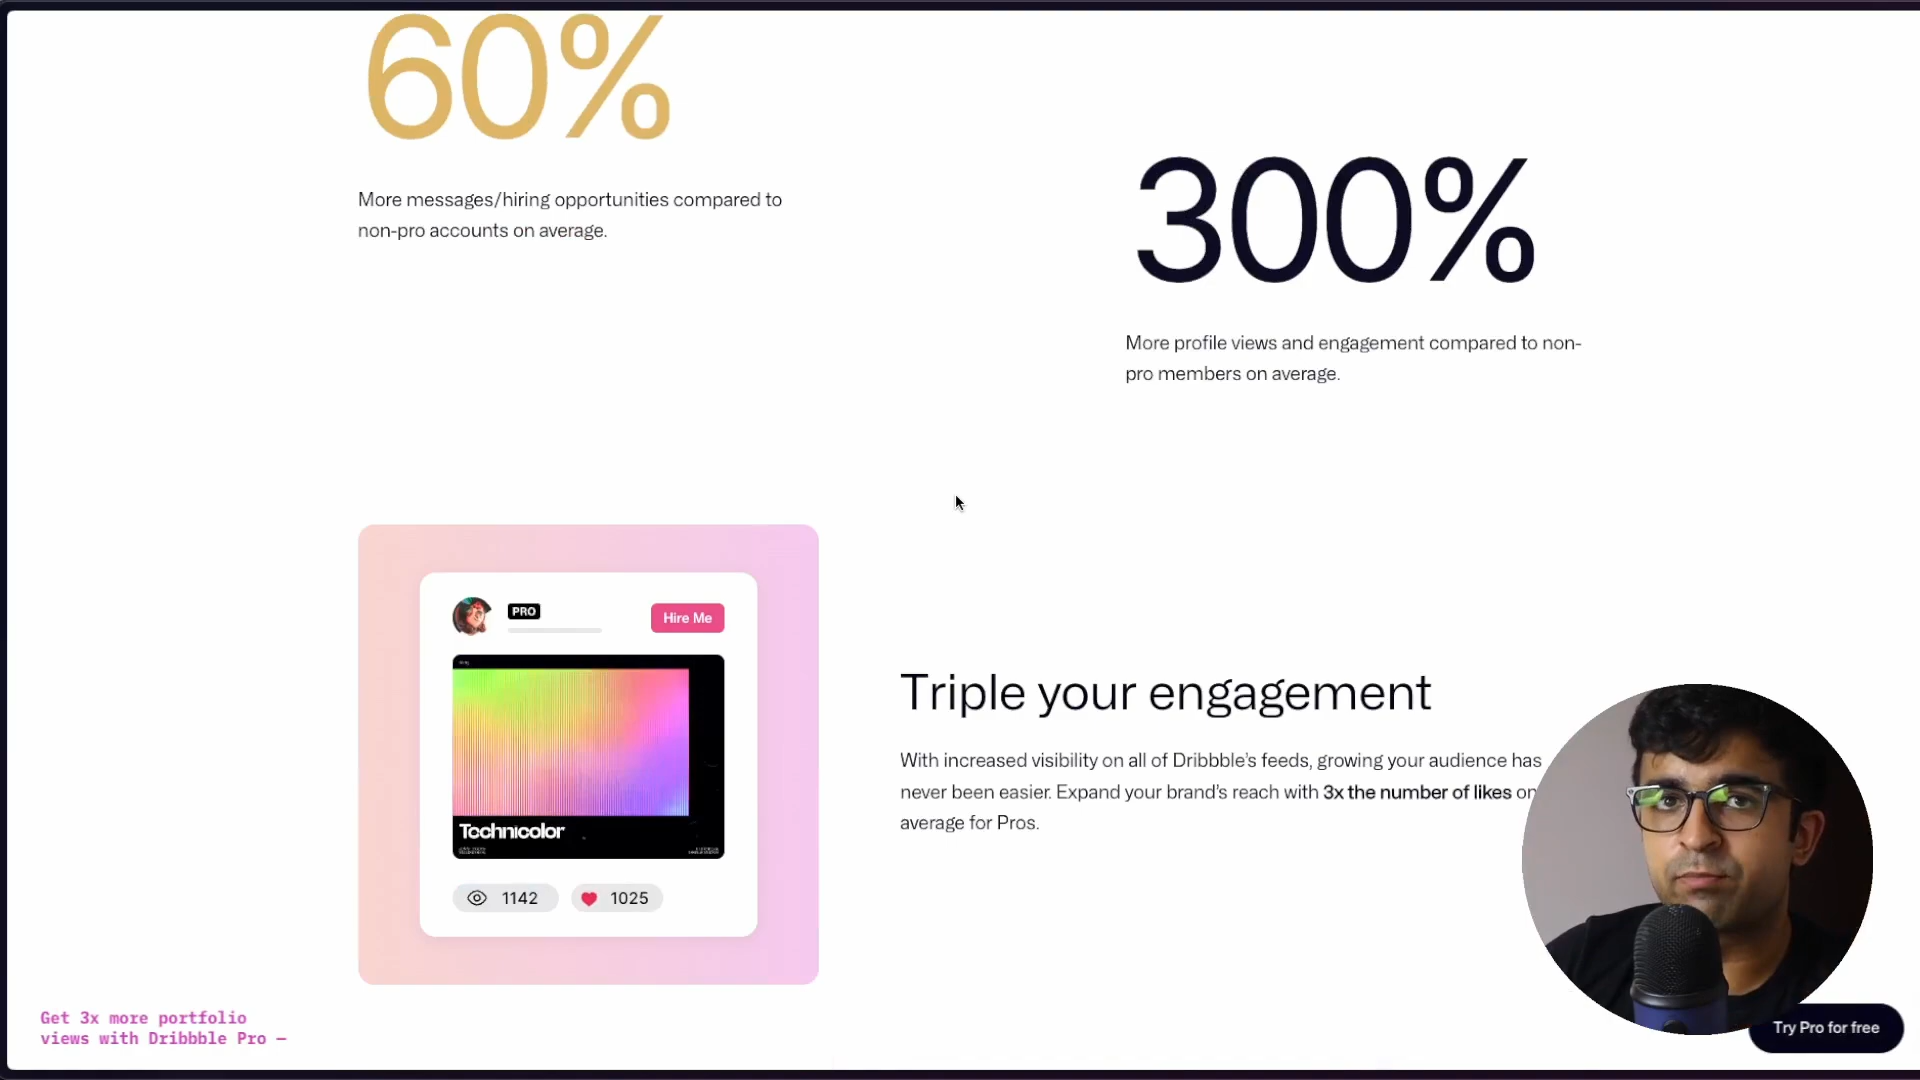 60%
More messages/hiring opportunities compared to
non-pro accounts on average.
300%
More profile views and engagement compared to non-
pro members on average.
PRO
Hire Me
Technicolor
1142
1025
Triple your engagement
With increased visibility on all of Dribbble's feeds, growing your audience has
never been easier. Expand your brand's reach with 3x the number of likes on
average for Pros.
Get 3x more portfolio
views with Dribbble Pro —
Try Pro for free